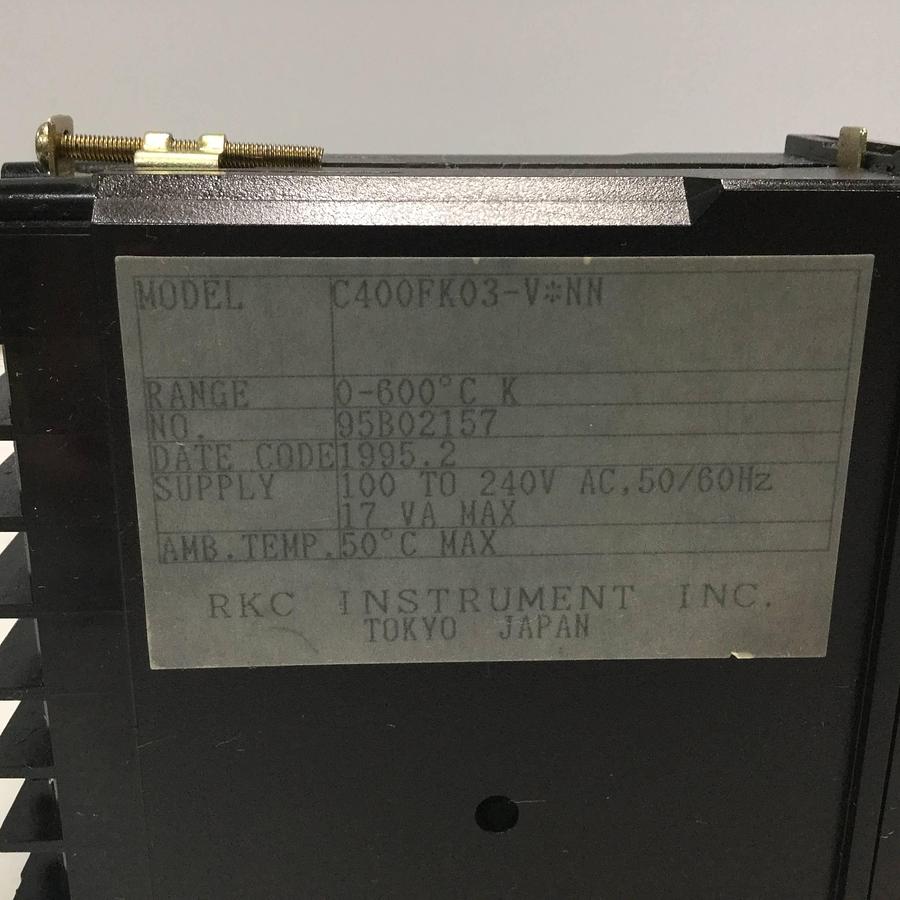 MODEL C400FK03-V*NN
RANGE 0-600°C K
NO. 95B02157
DATE CODE 1995.2
SUPPLY 100 TO 240V AC,50/60Hz
17 VA MAX
AMB.TEMP. 50°C MAX
RKC INSTRUMENT INC.
TOKYO JAPAN